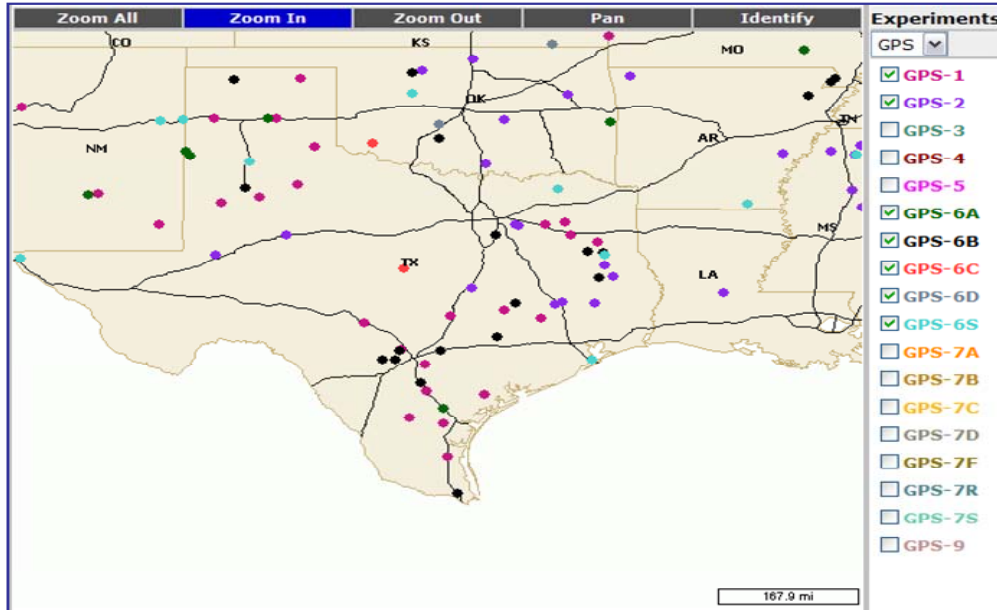 Zoom All Zoom In Zoom Out Pan Identify
Experiments
GPS
GPS-1
GPS-2
GPS-3
GPS-4
GPS-5
GPS-6A
GPS-6B
GPS-6C
GPS-6D
GPS-6S
GPS-7A
GPS-7B
GPS-7C
GPS-7D
GPS-7F
GPS-7R
GPS-7S
GPS-9
CO
KS
MO
OK
TN
NM
AR
MS
TX
LA
167.9 mi